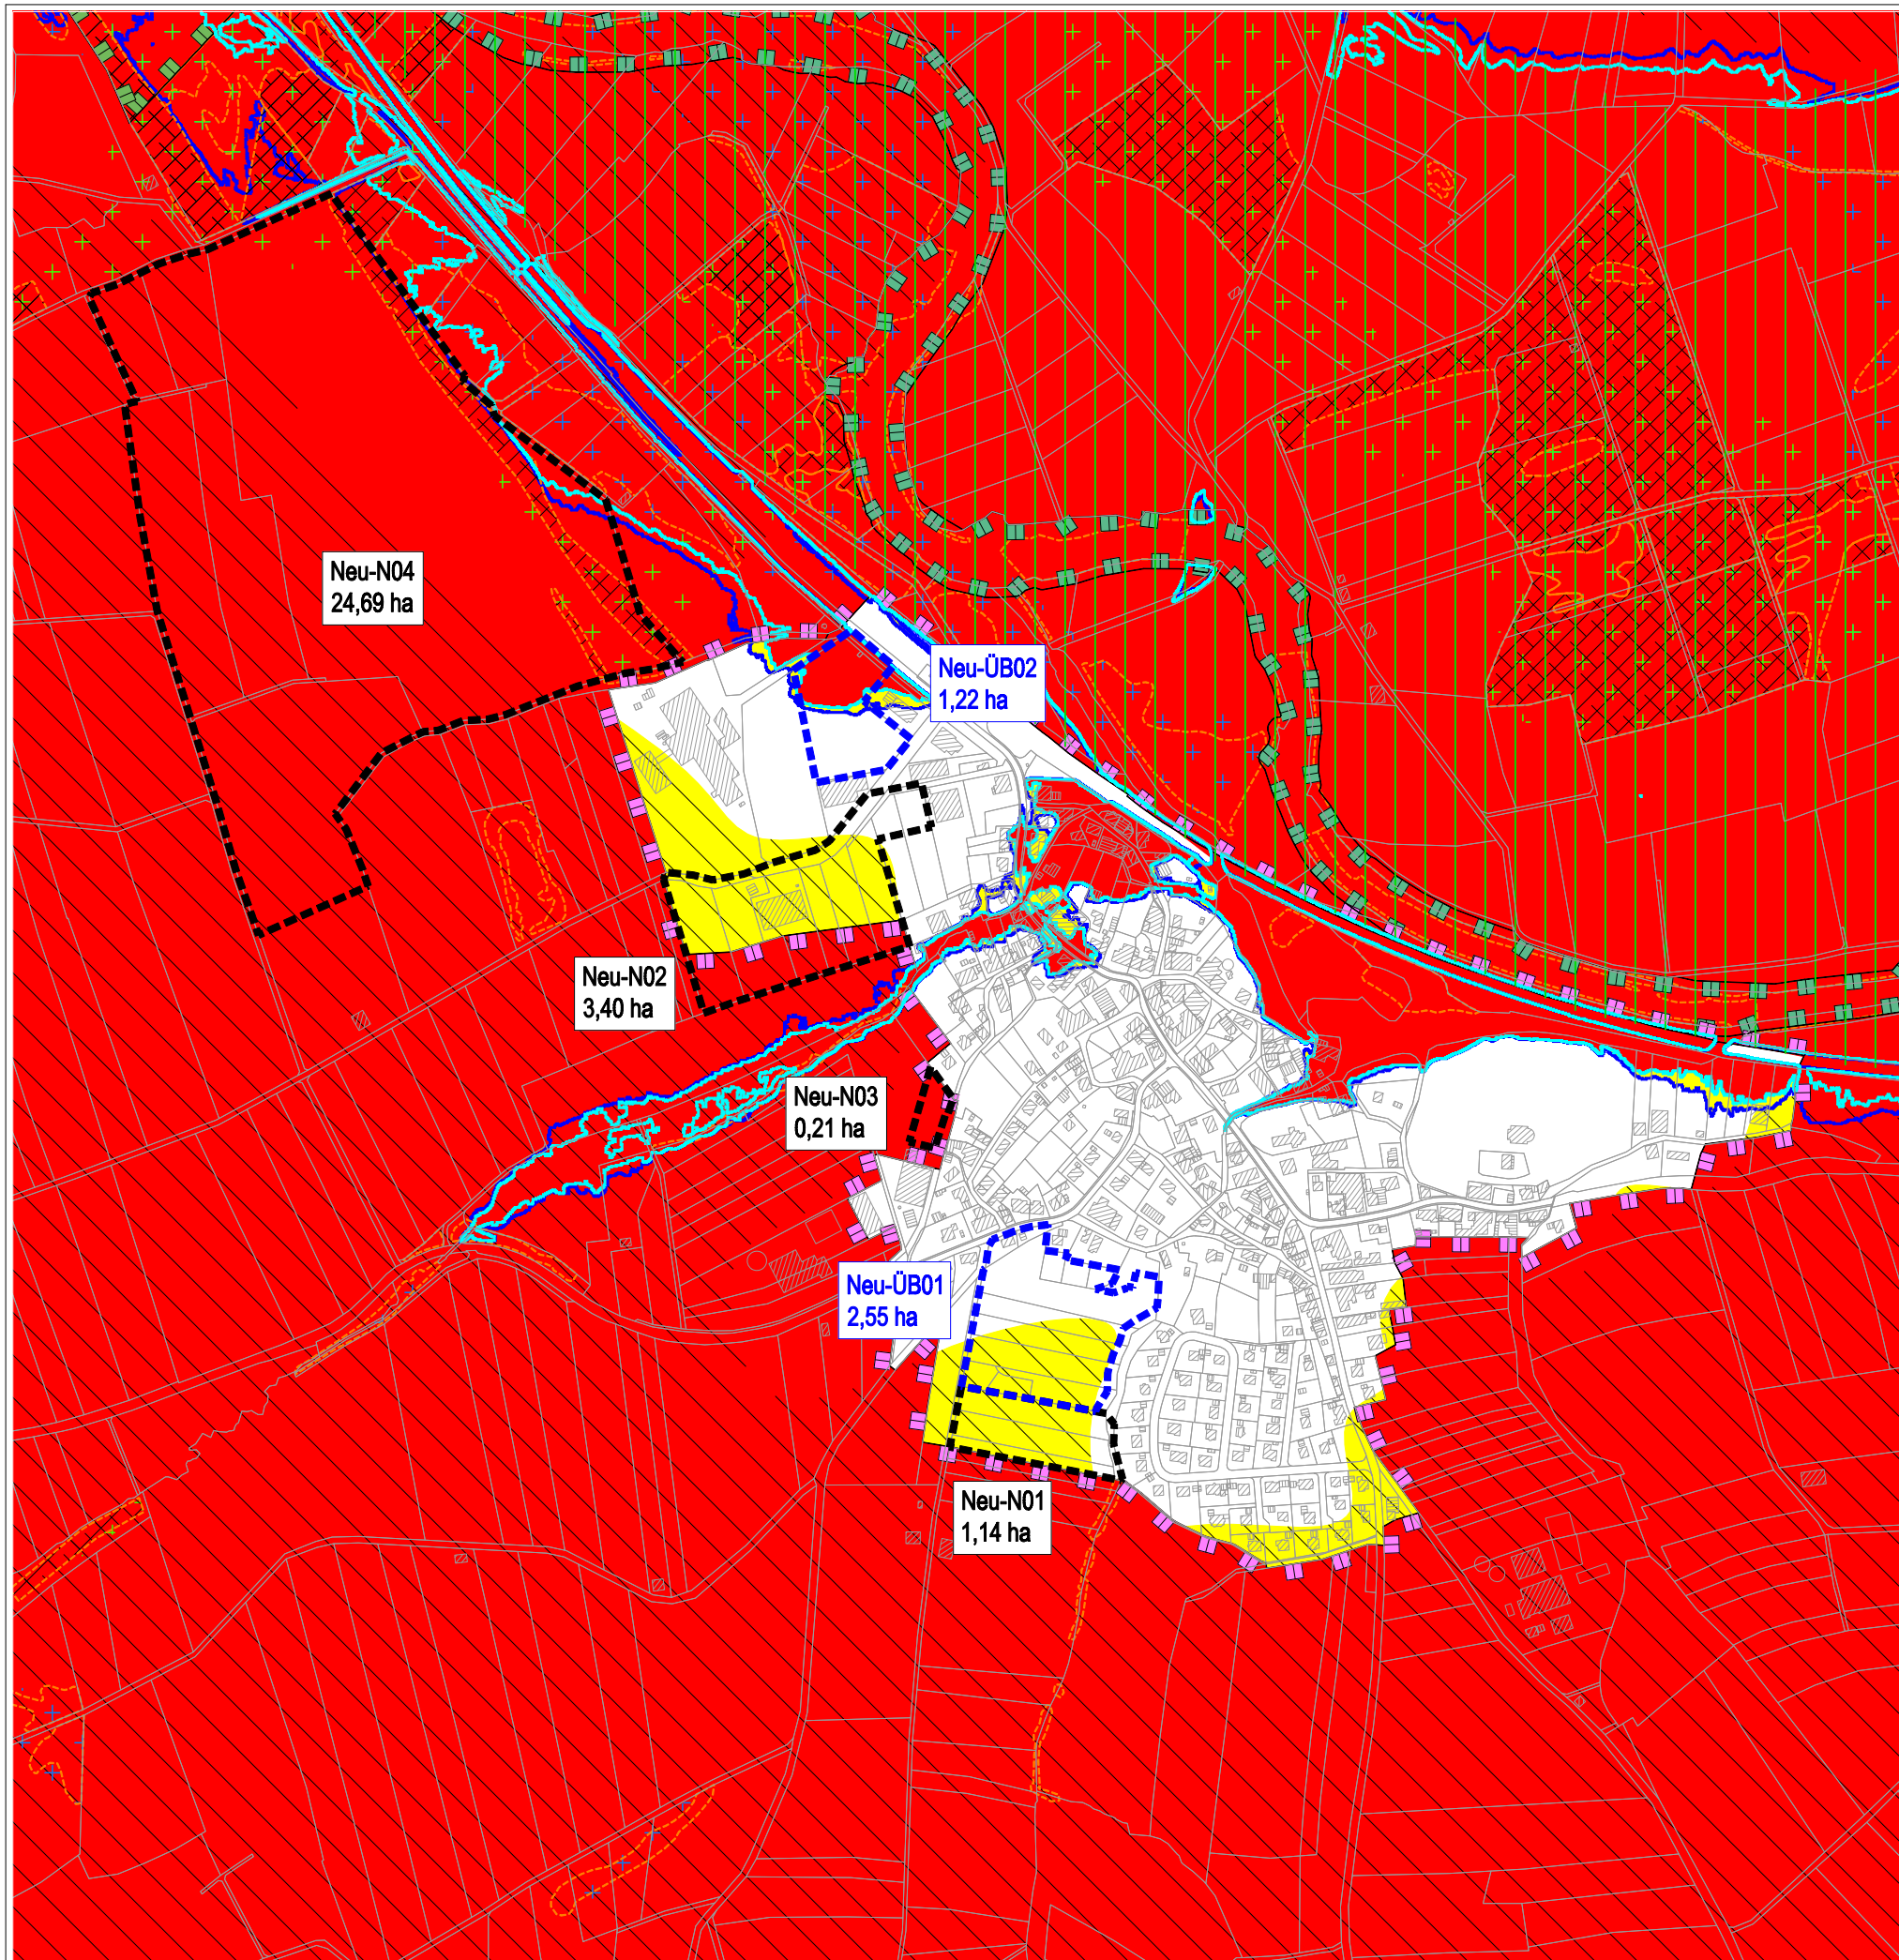 Neu-N04
24,69 ha
Neu-ÜB02
1,22 ha
Neu-N02
3,40 ha
Neu-N03
0,21 ha
Neu-ÜB01
2,55 ha
Neu-N01
1,14 ha